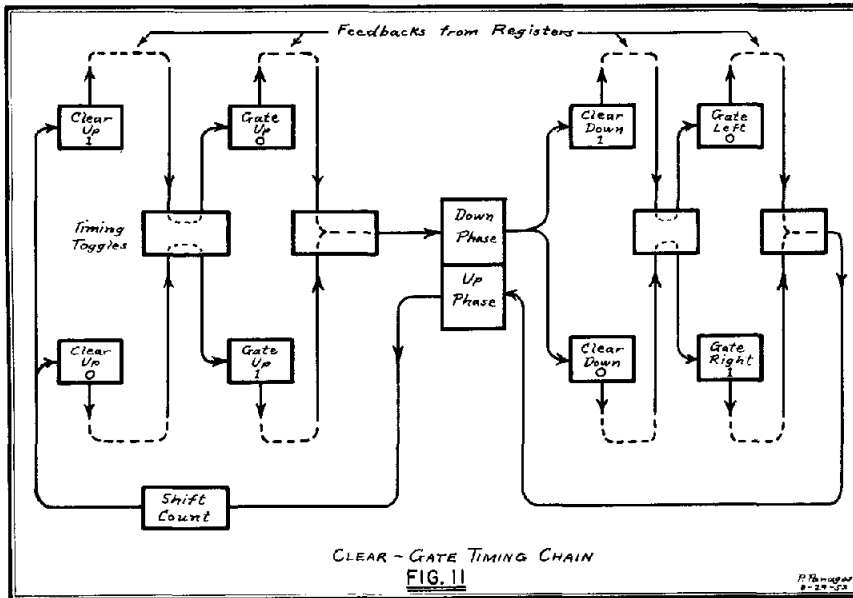 Feedbacks from Registers
Clear
Up
1
Gate
Up
0
Clear
Down
1
Gate
Left
0
Timing
Toggles
Down
Phase
Up
Phase
Clear
Up
0
Gate
Up
1
Clear
Down
0
Gate
Right
1
Shift
Count
CLEAR - GATE TIMING CHAIN
FIG. 11